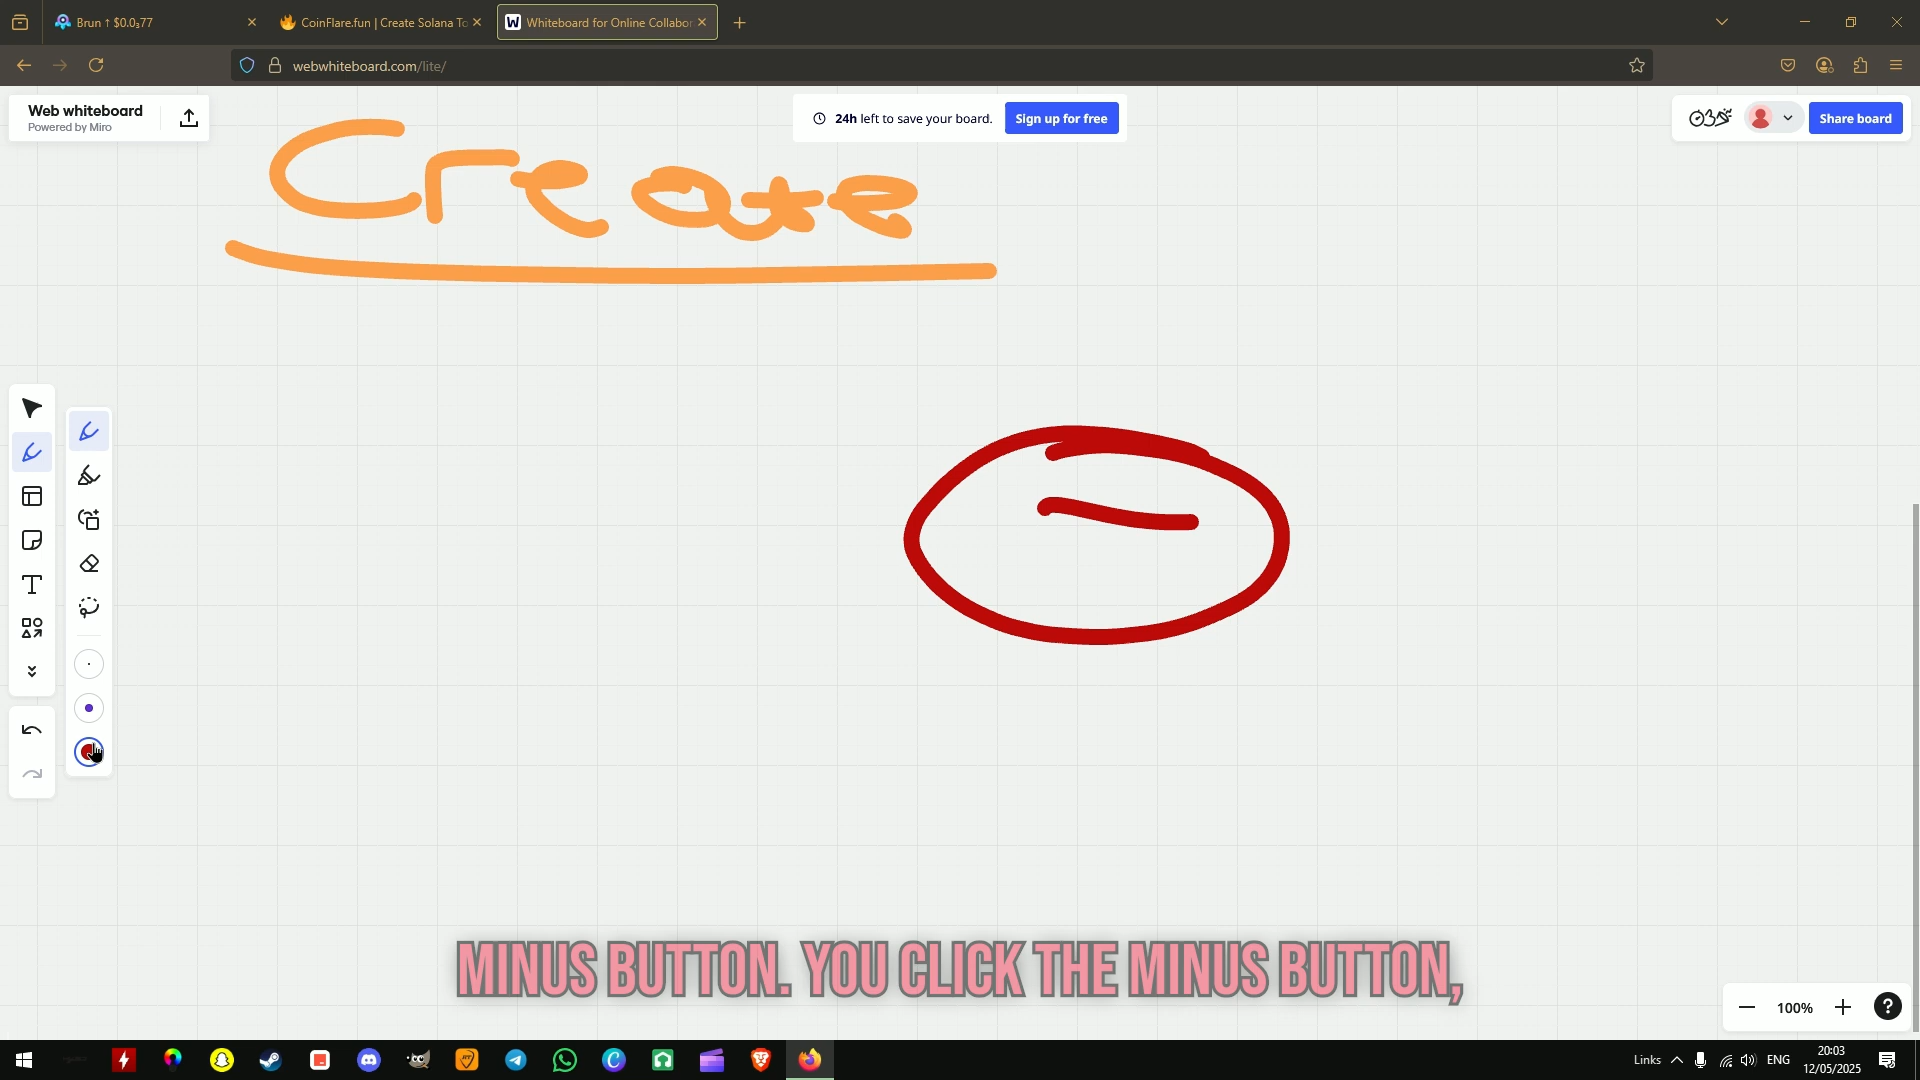 Brun ↑ $0.0₃77
CoinFlare.fun | Create Solana To
Whiteboard for Online Collabor
webwhiteboard.com/lite/
Web whiteboard
Powered by Miro
24h left to save your board.
Sign up for free
Share board
Create
MINUS BUTTON. YOU CLICK THE MINUS BUTTON,
100%
Links
ENG
20:03
12/05/2025